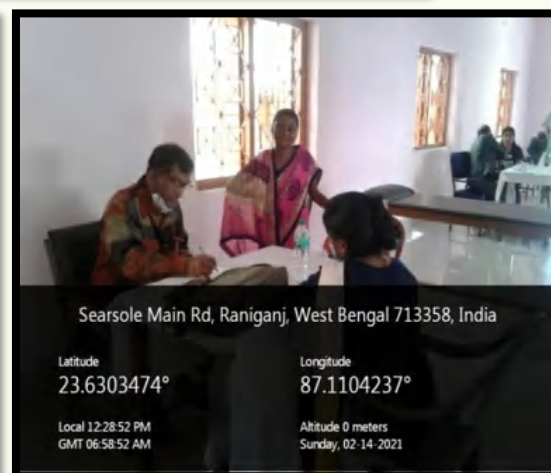 Searsole Main Rd, Raniganj, West Bengal 713358, India
Latitude
23.6303474°
Longitude
87.1104237°
Local 12:28:52 PM
GMT 06:58:52 AM
Altitude 0 meters
Sunday, 02-14-2021